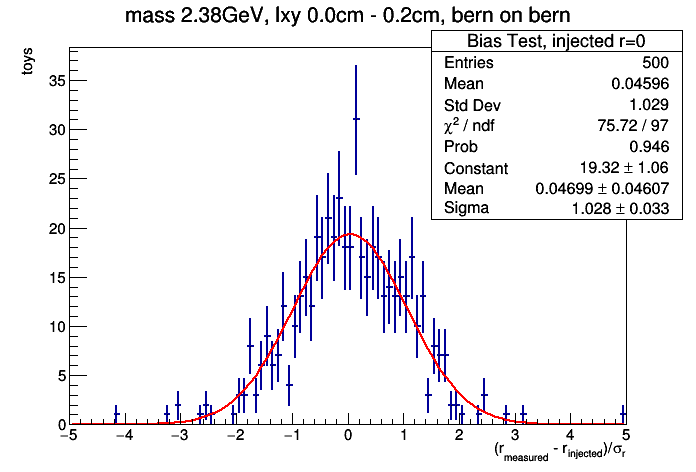 mass 2.38GeV, lxy 0.0cm - 0.2cm, bern on bern
toys
Bias Test, injected r=0
Entries 500
Mean 0.04596
Std Dev 1.029
χ² / ndf 75.72 / 97
Prob 0.946
Constant 19.32 ± 1.06
Mean 0.04699 ± 0.04607
Sigma 1.028 ± 0.033
35
30
25
20
15
10
5
0
−5 −4 −3 −2 −1 0 1 2 3 4 5
(r_measured - r_injected)/σ_r